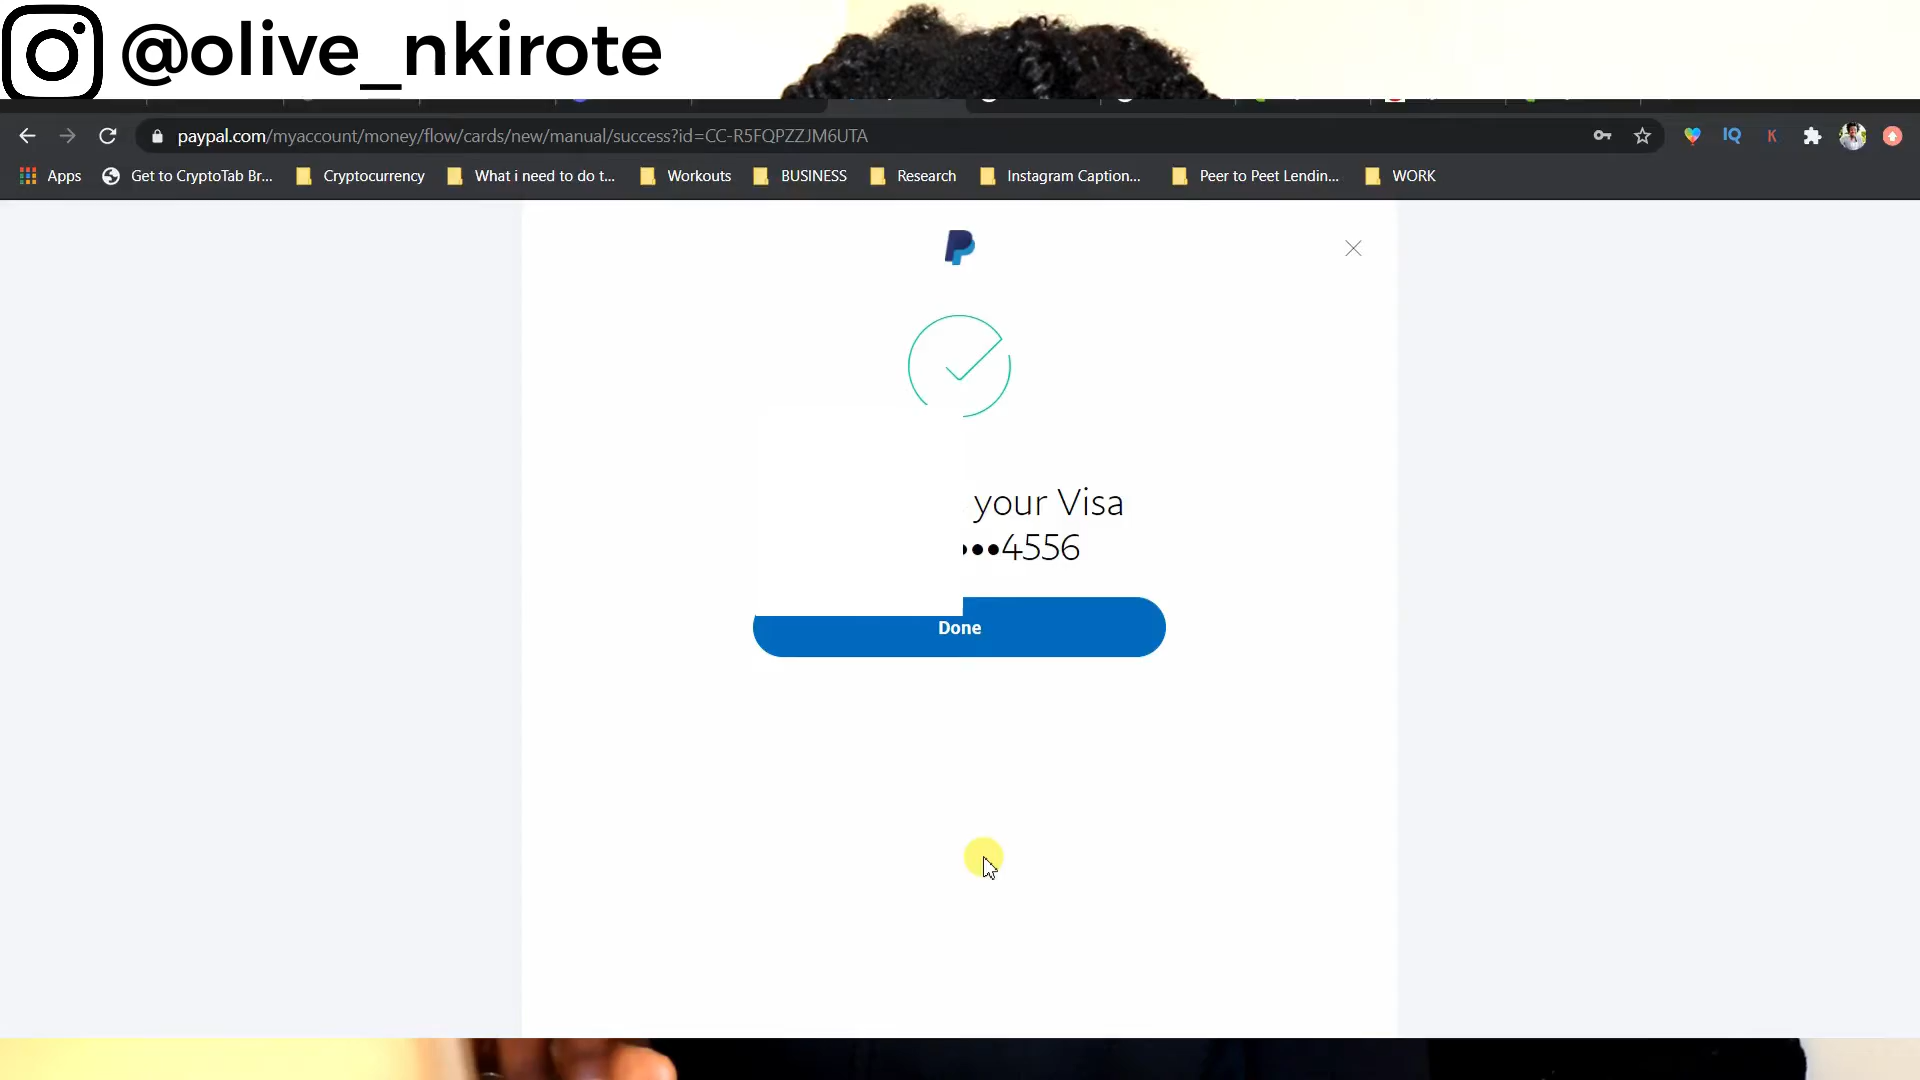 @olive_nkirote
paypal.com/myaccount/money/flow/cards/new/manual/success?id=CC-R5FQPZZJM6UTA
IQ K
Apps Get to CryptoTab Br... Cryptocurrency What i need to do t... Workouts BUSINESS Research Instagram Caption... Peer to Peet Lendin... WORK
your Visa
•••4556
Done